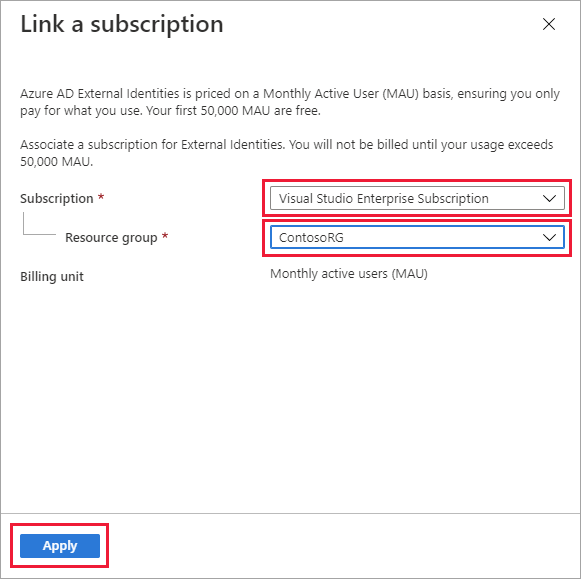 Link a subscription
Azure AD External Identities is priced on a Monthly Active User (MAU) basis, ensuring you only
pay for what you use. Your first 50,000 MAU are free.
Associate a subscription for External Identities. You will not be billed until your usage exceeds
50,000 MAU.
Subscription * Visual Studio Enterprise Subscription
Resource group * ContosoRG
Billing unit Monthly active users (MAU)
Apply